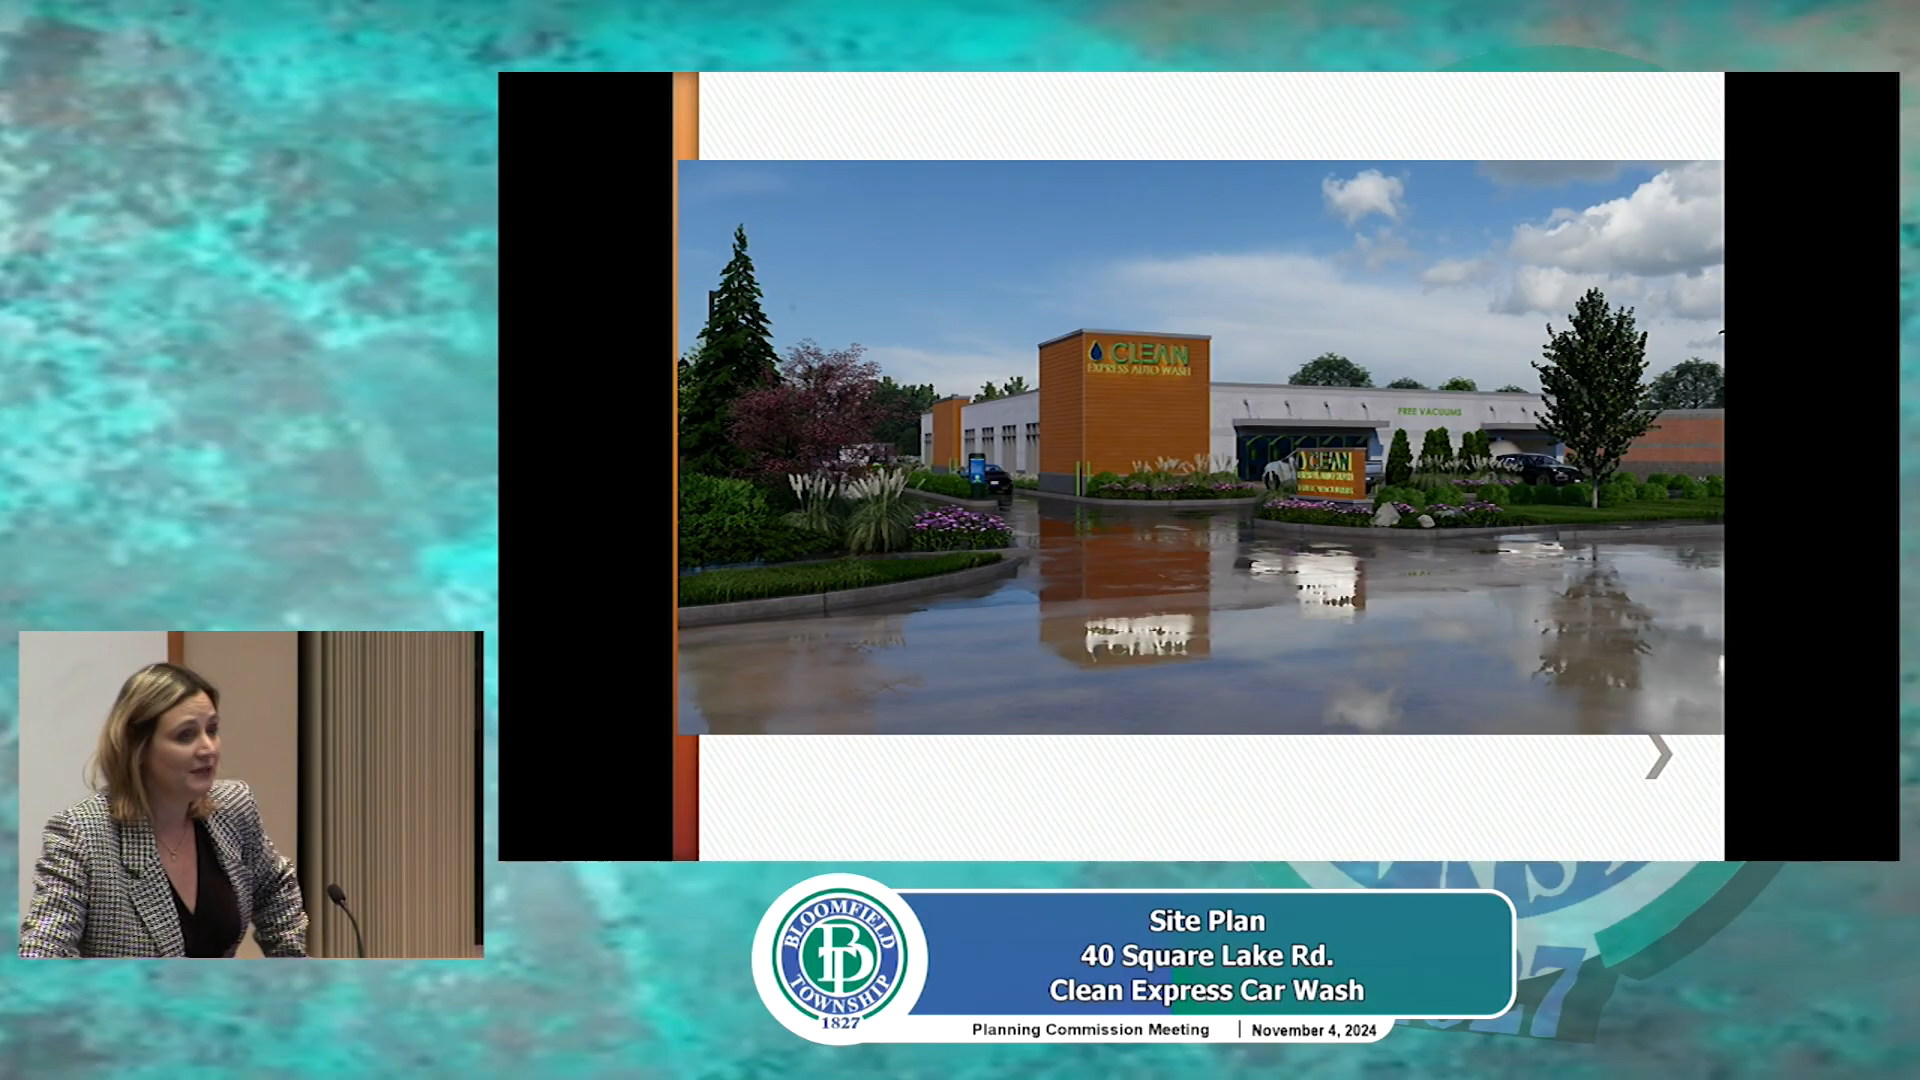 CLEAN
EXPRESS AUTO WASH
FREE VACUUMS
CLEAN
BLOOMFIELD
TOWNSHIP
1827
Site Plan
40 Square Lake Rd.
Clean Express Car Wash
Planning Commission Meeting | November 4, 2024